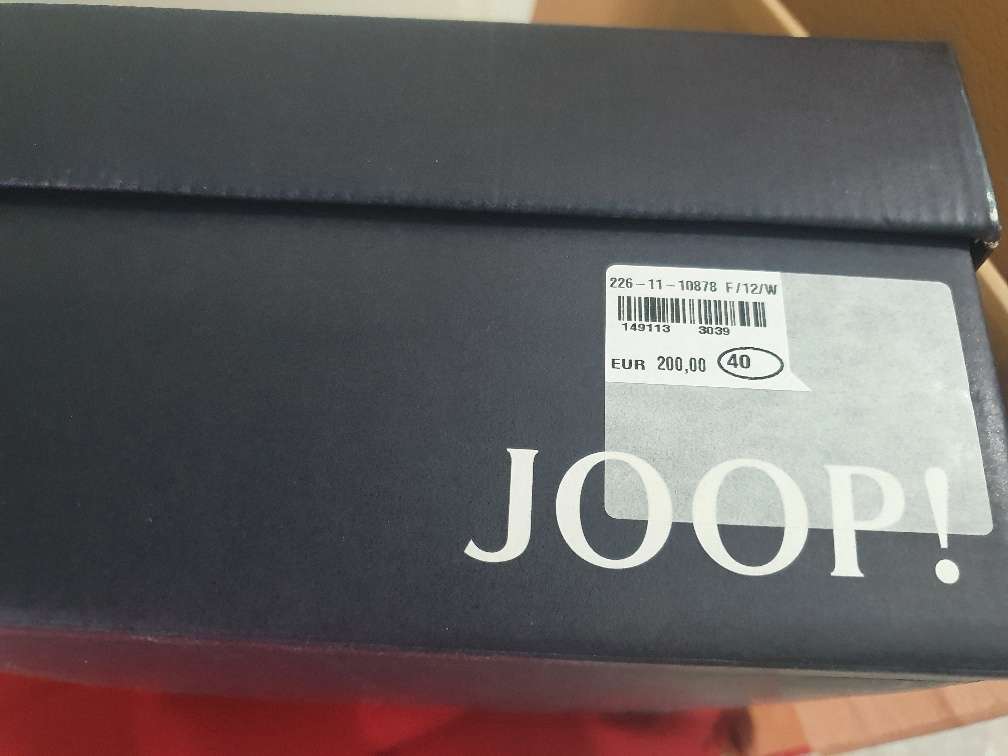 226-11-10878 F/12/W
149113 3039
EUR 200,00 40
JOOP!